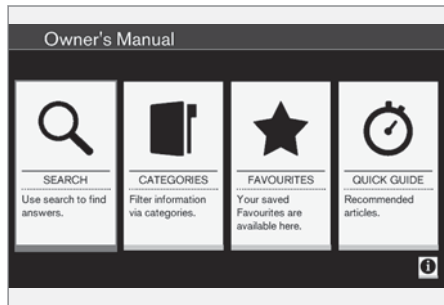 Owner's Manual
SEARCH
Use search to find
answers.
CATEGORIES
Filter information
via categories.
FAVOURITES
Your saved
Favourites are
available here.
QUICK GUIDE
Recommended
articles.